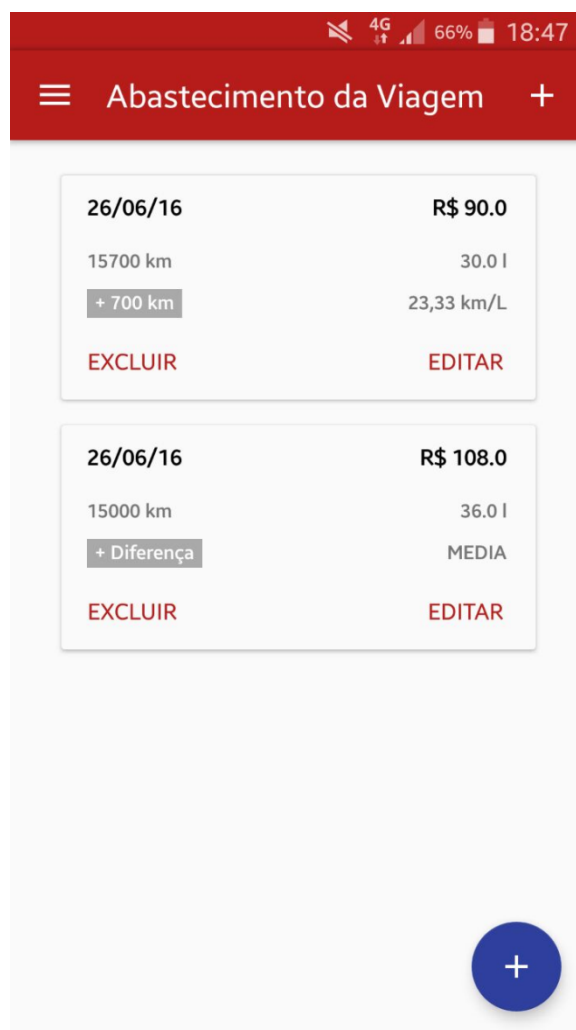 4G 66% 18:47
Abastecimento da Viagem +
26/06/16 R$ 90.0
15700 km 30.0 l
+ 700 km 23,33 km/L
EXCLUIR EDITAR
26/06/16 R$ 108.0
15000 km 36.0 l
+ Diferença MEDIA
EXCLUIR EDITAR
+